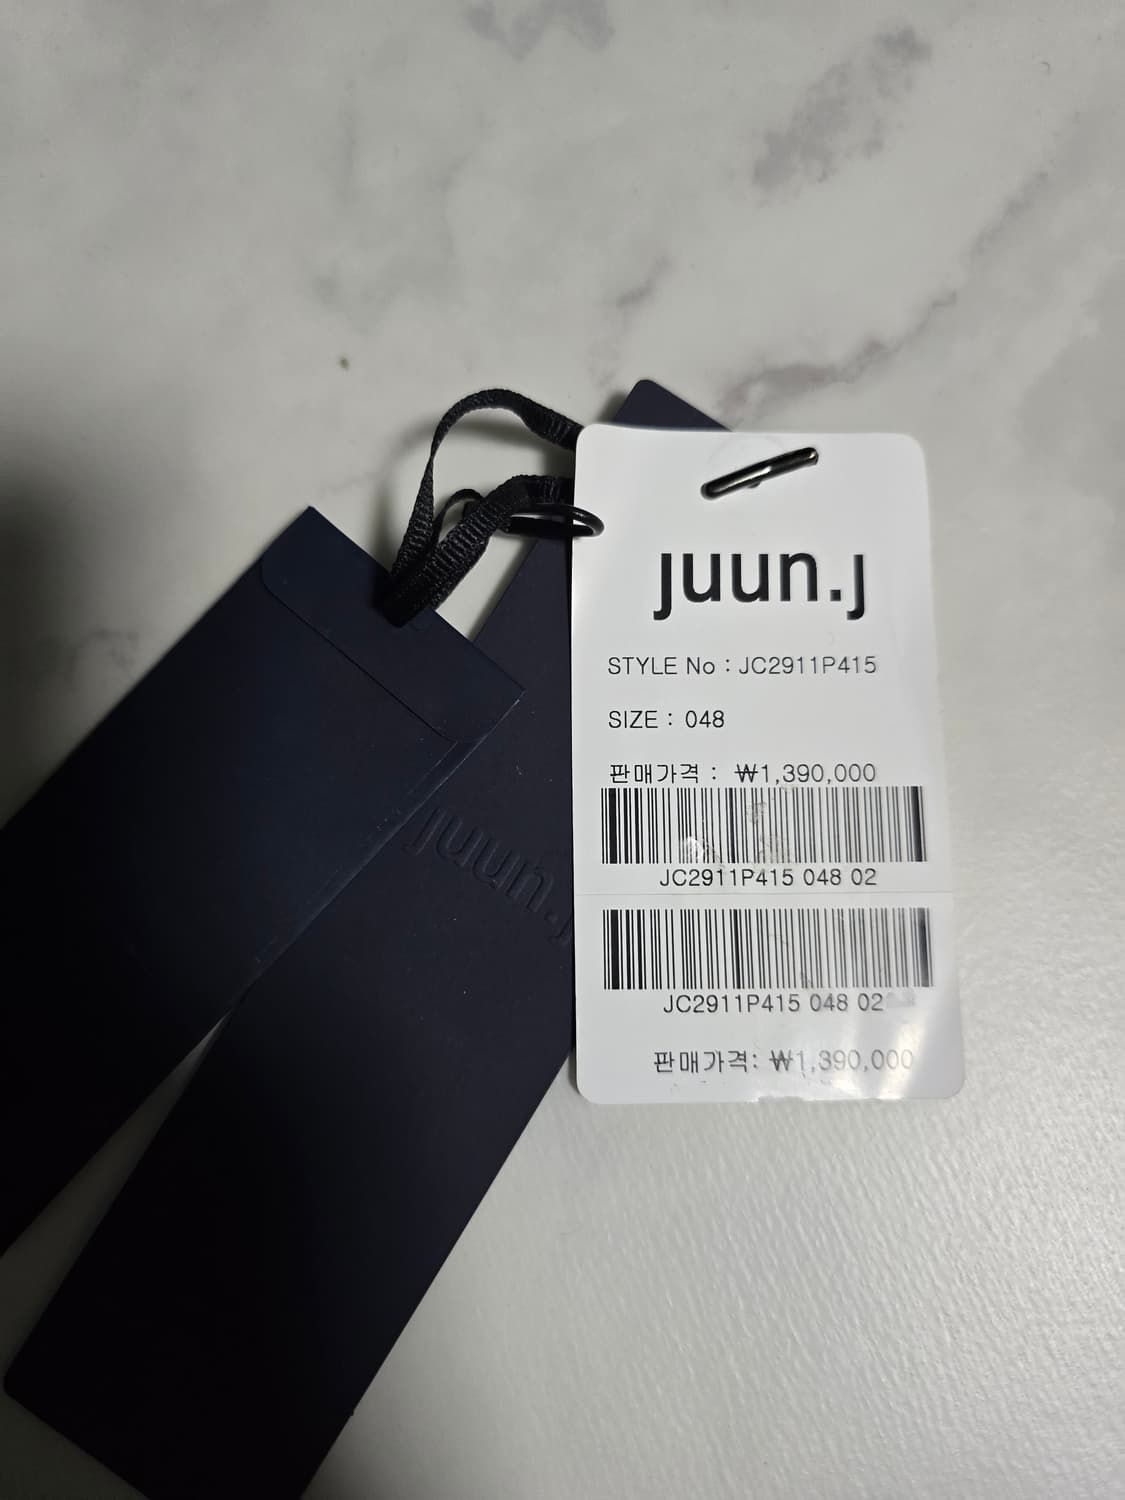 juun.j
juun.j
STYLE No : JC2911P415
SIZE : 048
판매가격 : ₩1,390,000
JC2911P415 048 02
JC2911P415 048 02
판매가격: ₩1,390,000